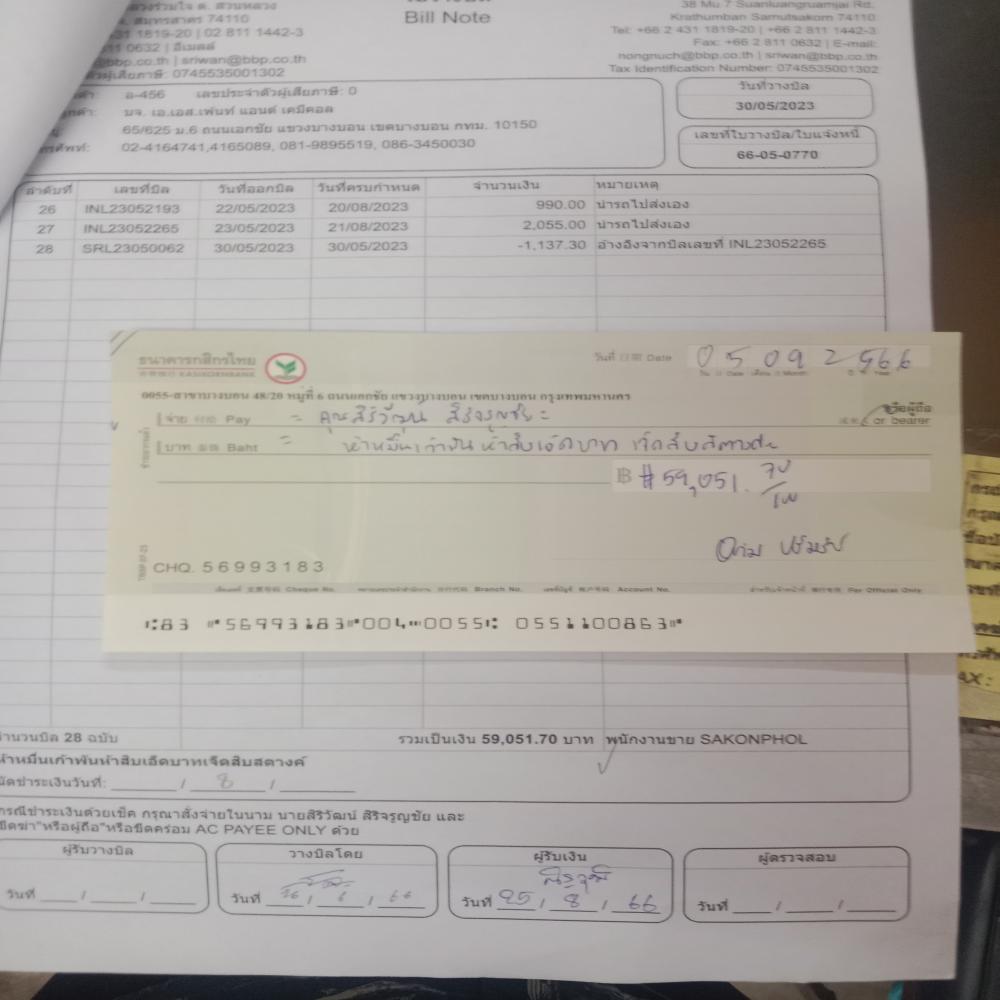 Bill Note
สมุทรสาคร 74110
1819-20 | 02 811 1442-3
0632 | อีเมลล์
@bbp.co.th | sriwan@bbp.co.th
ตัวผู้เสียภาษี: 0745535001302
38 Mu 7 Suanluangruamjai Rd.
Krathumban Samutsakorn 74110
Tel: +66 2 431 1819-20 | +66 2 811 1442-3
Fax: +66 2 811 0632 | E-mail:
nongnuch@bbp.co.th | sriwan@bbp.co.th
Tax Identification Number: 0745535001302
อ-456 เลขประจำตัวผู้เสียภาษี: 0
บจ. เอ.เอส.เพ้นท์ แอนด์ เคมีคอล
65/625 ม.6 ถนนเอกชัย แขวงบางบอน เขตบางบอน กทม. 10150
02-4164741,4165089, 081-9895519, 086-3450030
วันที่วางบิล
30/05/2023
เลขที่ใบวางบิล/ใบแจ้งหนี้
66-05-0770
ลำดับที่ เลขที่บิล วันที่ออกบิล วันที่ครบกำหนด จำนวนเงิน หมายเหตุ
26 INL23052193 22/05/2023 20/08/2023 990.00 นำรถไปส่งเอง
27 INL23052265 23/05/2023 21/08/2023 2,055.00 นำรถไปส่งเอง
28 SRL23050062 30/05/2023 30/05/2023 -1,137.30 อ้างอิงจากบิลเลขที่ INL23052265
ธนาคารกสิกรไทย
KASIKORNBANK
วันที่ Date 05092566
0055-สาขาบางบอน 48/20 หมู่ที่ 6 ถนนเอกชัย แขวงบางบอน เขตบางบอน กรุงเทพมหานคร
จ่าย Pay = คุณสิริวัฒน์ สิริจรูญชัย = หรือผู้ถือ
or bearer
บาท Baht = ห้าหมื่นเก้าพันห้าสิบเอ็ดบาท เจ็ดสิบสตางค์
฿ #59,051.70/100
CHQ. 56993183
Cheque No. Branch No. Account No. For Official Only
⑆83 ⑈56993183⑈004⑉0055⑆ 0551100863⑈
จำนวนบิล 28 ฉบับ รวมเป็นเงิน 59,051.70 บาท พนักงานขาย SAKONPHOL
ห้าหมื่นเก้าพันห้าสิบเอ็ดบาทเจ็ดสิบสตางค์
นัดชำระเงินวันที่: / 8 /
กรณีชำระเงินด้วยเช็ค กรุณาสั่งจ่ายในนาม นายสิริวัฒน์ สิริจรูญชัย และ
ขีดฆ่า"หรือผู้ถือ"หรือขีดคร่อม AC PAYEE ONLY ด้วย
ผู้รับวางบิล วางบิลโดย ผู้รับเงิน ผู้ตรวจสอบ
วันที่ / / วันที่ 26 / 6 / 66 วันที่ 25 / 8 / 66 วันที่ / /
FAX :